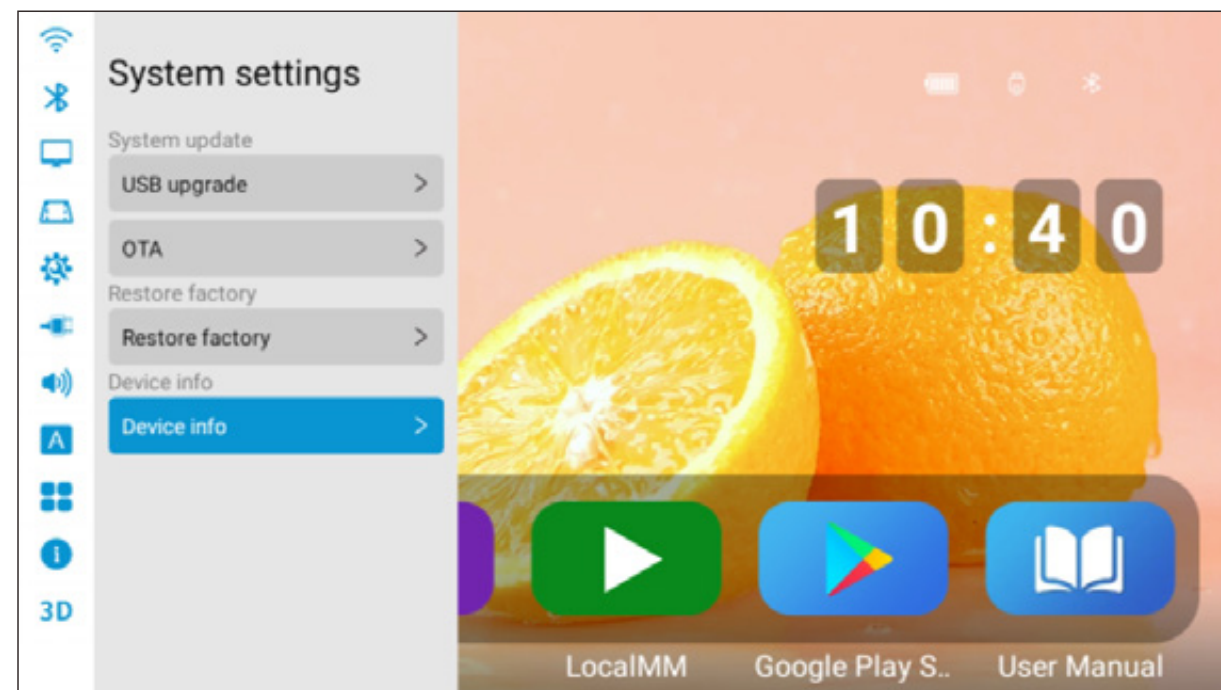 System settings
System update
USB upgrade >
OTA >
Restore factory
Restore factory >
Device info
Device info >
A
3D
10:40
LocalMM
Google Play S..
User Manual